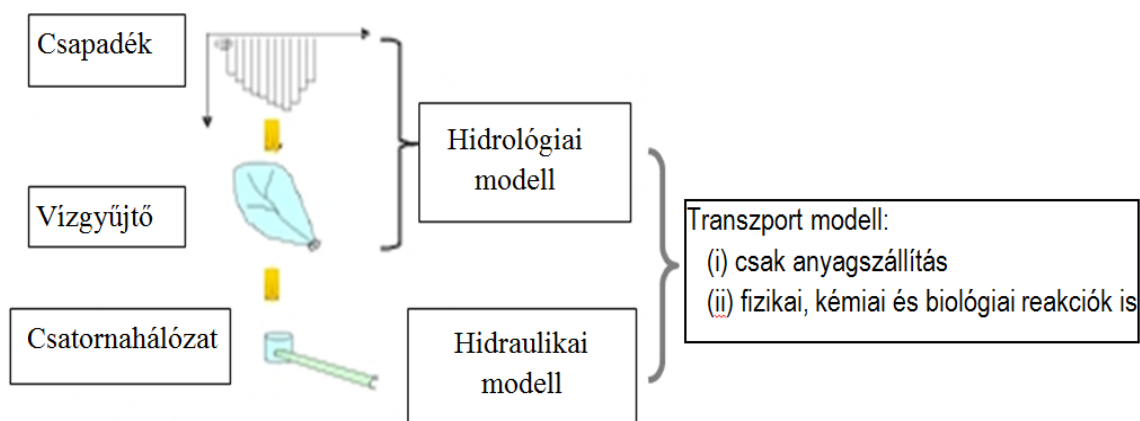 Csapadék
Hidrológiai
modell
Vízgyűjtő
Transzport modell:
(i) csak anyagszállítás
(ii) fizikai, kémiai és biológiai reakciók is
Csatornahálózat
Hidraulikai
modell